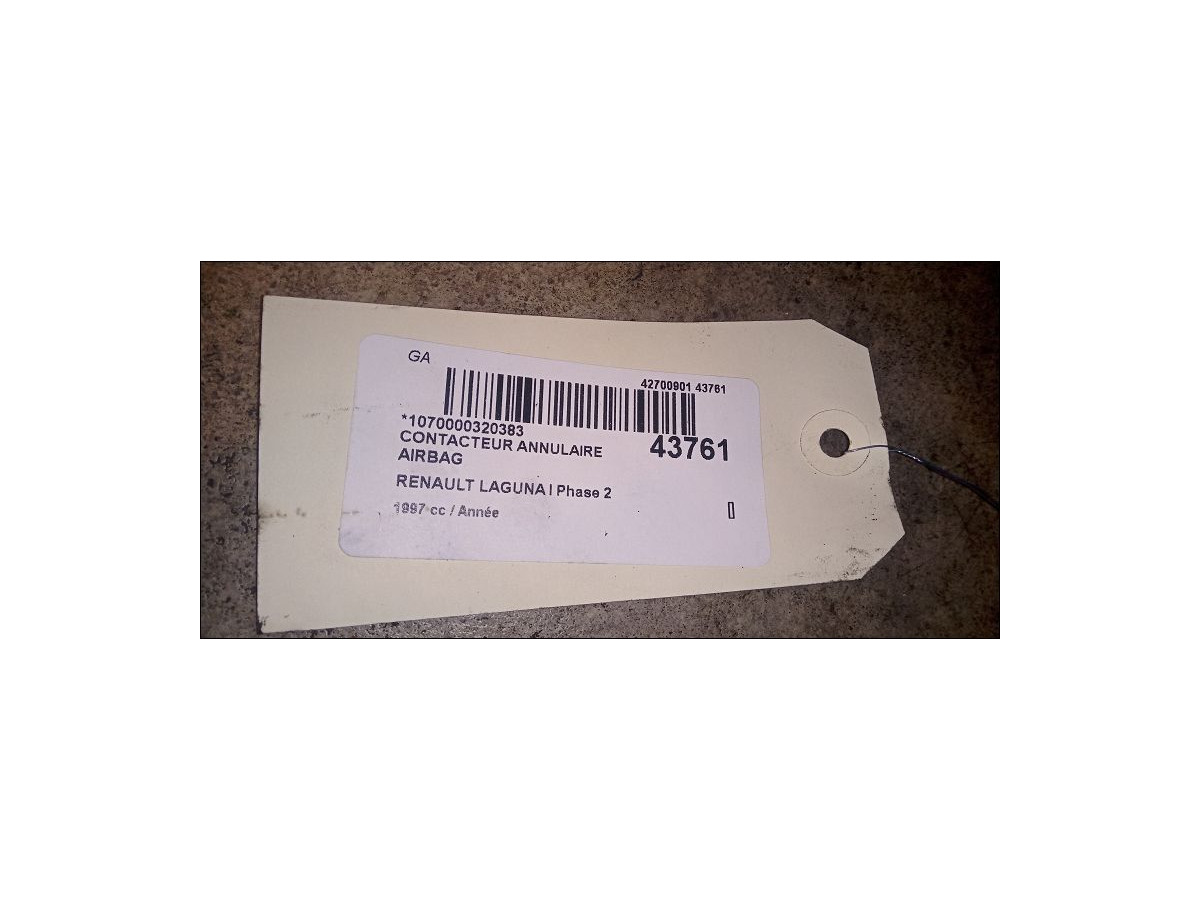 GA
42700901 43761
*1070000320383
43761
CONTACTEUR ANNULAIRE
AIRBAG
RENAULT LAGUNA I Phase 2
1997 cc / Année